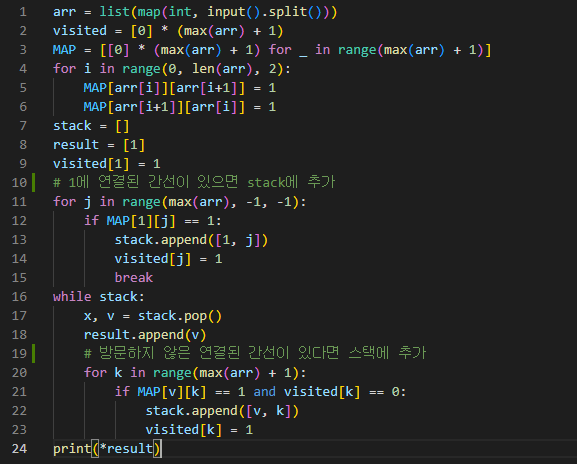 1 arr = list(map(int, input().split()))
2 visited = [0] * (max(arr) + 1)
3 MAP = [[0] * (max(arr) + 1) for _ in range(max(arr) + 1)]
4 for i in range(0, len(arr), 2):
5     MAP[arr[i]][arr[i+1]] = 1
6     MAP[arr[i+1]][arr[i]] = 1
7 stack = []
8 result = [1]
9 visited[1] = 1
10 # 1에 연결된 간선이 있으면 stack에 추가
11 for j in range(max(arr), -1, -1):
12     if MAP[1][j] == 1:
13         stack.append([1, j])
14         visited[j] = 1
15         break
16 while stack:
17     x, v = stack.pop()
18     result.append(v)
19     # 방문하지 않은 연결된 간선이 있다면 스택에 추가
20     for k in range(max(arr) + 1):
21         if MAP[v][k] == 1 and visited[k] == 0:
22             stack.append([v, k])
23             visited[k] = 1
24 print(*result)